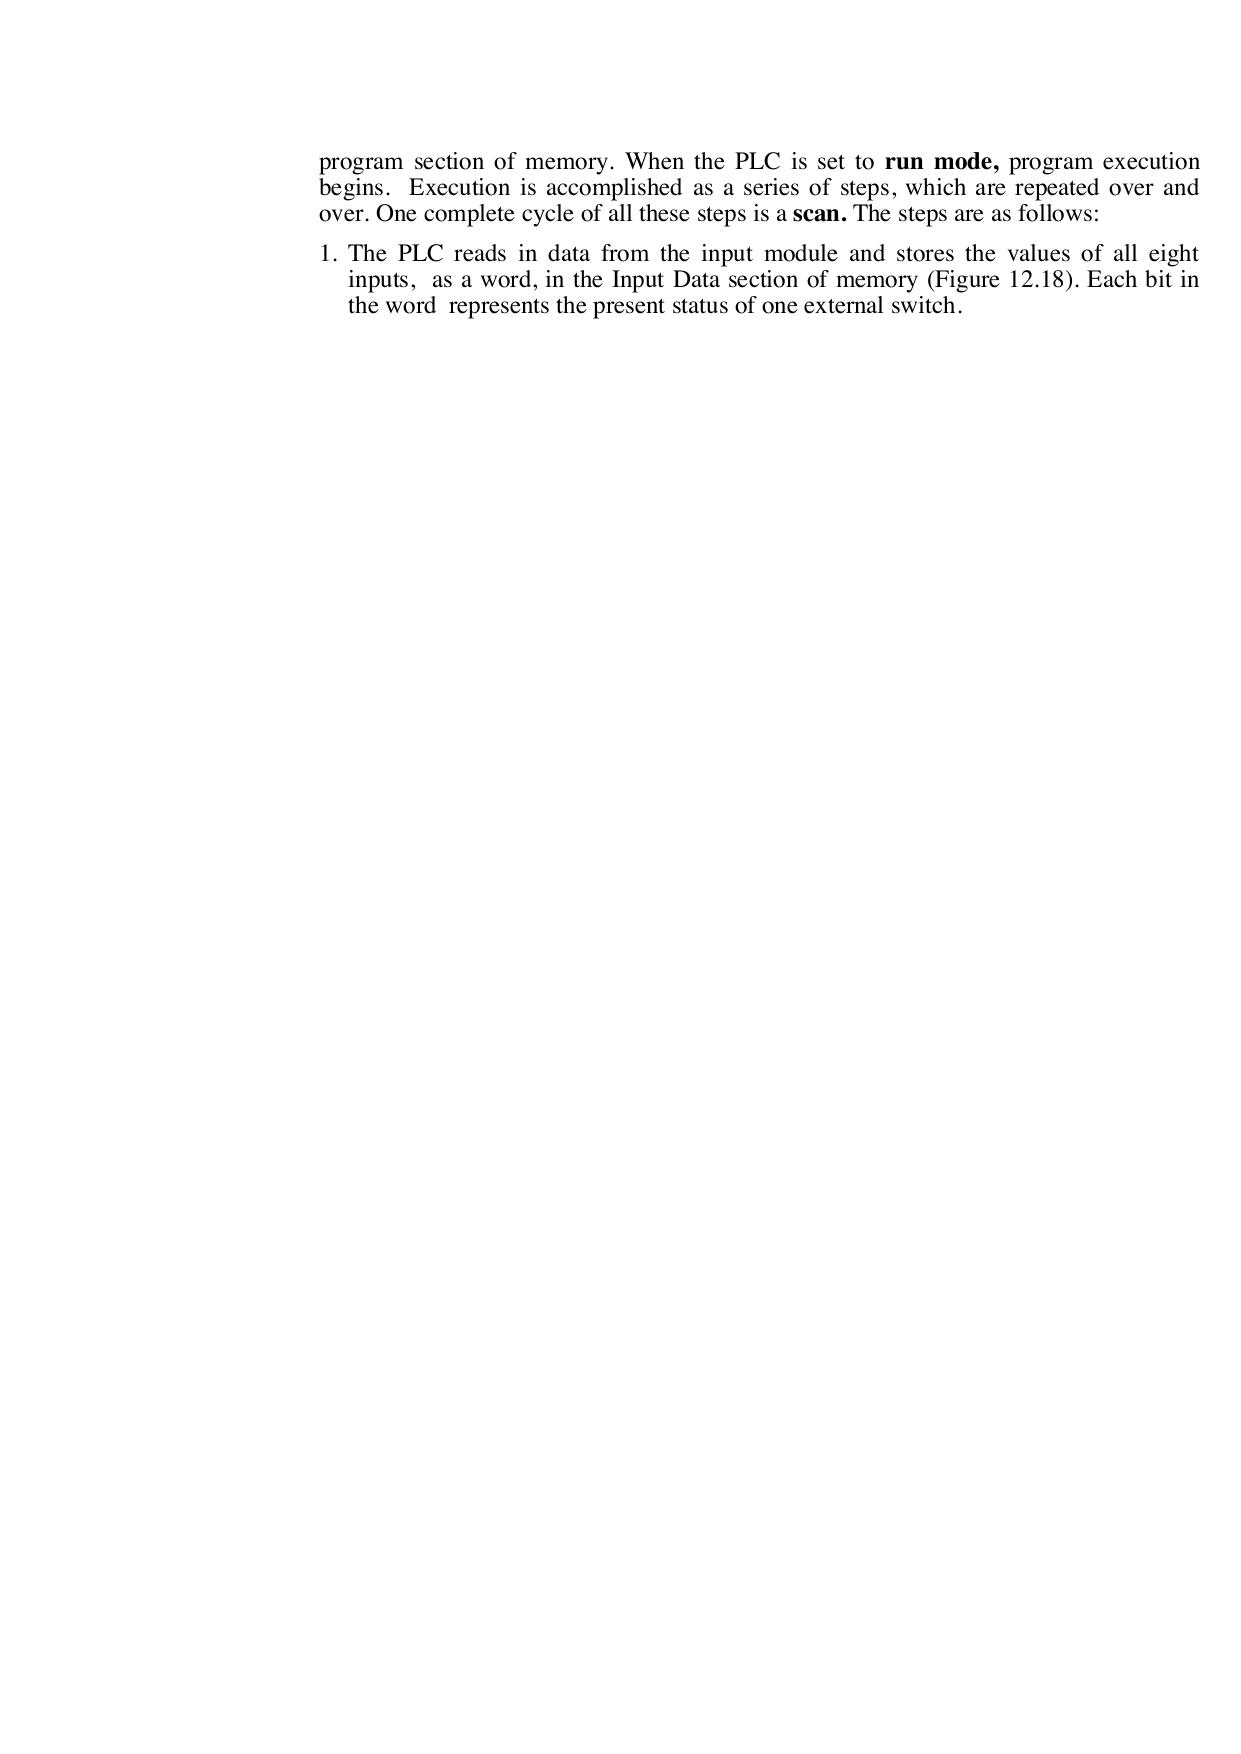 program section of memory. When the PLC is set to run mode, program execution
begins. Execution is accomplished as a series of steps, which are repeated over and
over. One complete cycle of all these steps is a scan. The steps are as follows:
1. The PLC reads in data from the input module and stores the values of all eight
inputs, as a word, in the Input Data section of memory (Figure 12.18). Each bit in
the word represents the present status of one external switch.